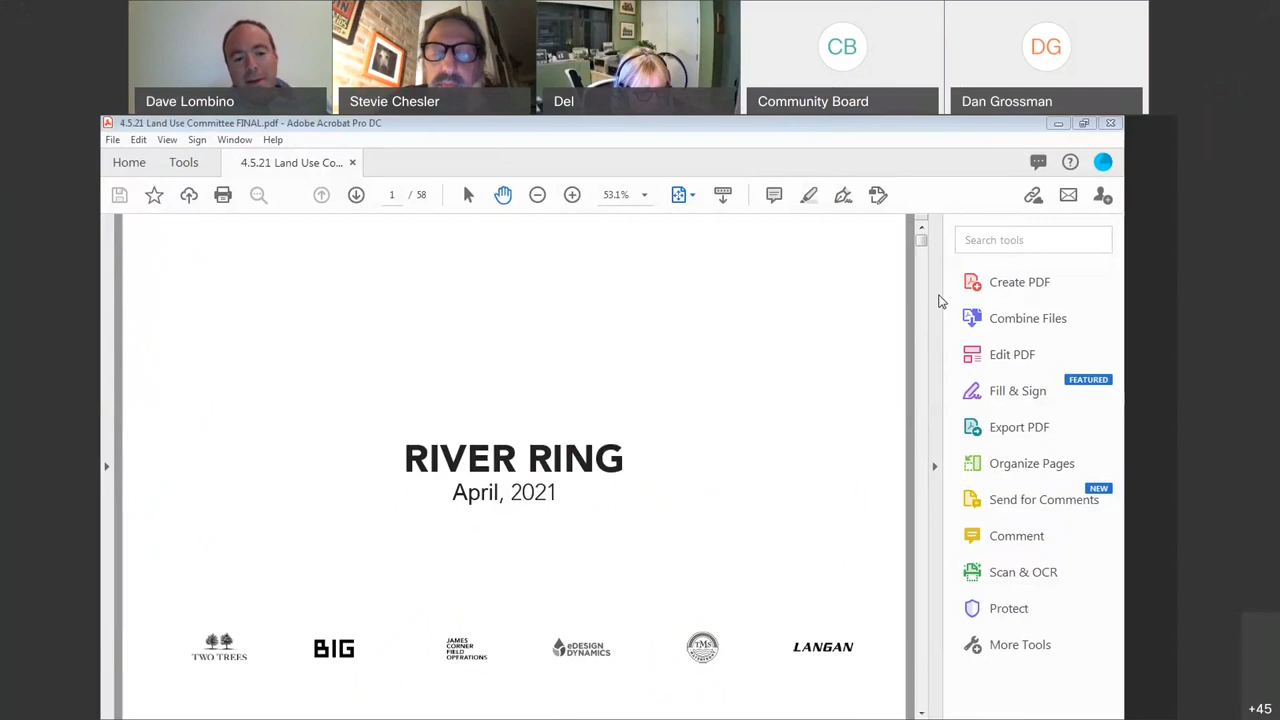 CB
DG
Dave Lombino
Stevie Chesler
Del
Community Board
Dan Grossman
4.5.21 Land Use Committee FINAL.pdf - Adobe Acrobat Pro DC
File Edit View Sign Window Help
Home Tools 4.5.21 Land Use Co... ×
1 / 58 53.1%
Search tools
Create PDF
Combine Files
Edit PDF
FEATURED
Fill & Sign
Export PDF
Organize Pages
NEW
Send for Comments
Comment
Scan & OCR
Protect
More Tools
RIVER RING
April, 2021
TWO TREES
BIG
JAMES
CORNER
FIELD
OPERATIONS
eDESIGN
DYNAMICS
TMS
LANGAN
+45